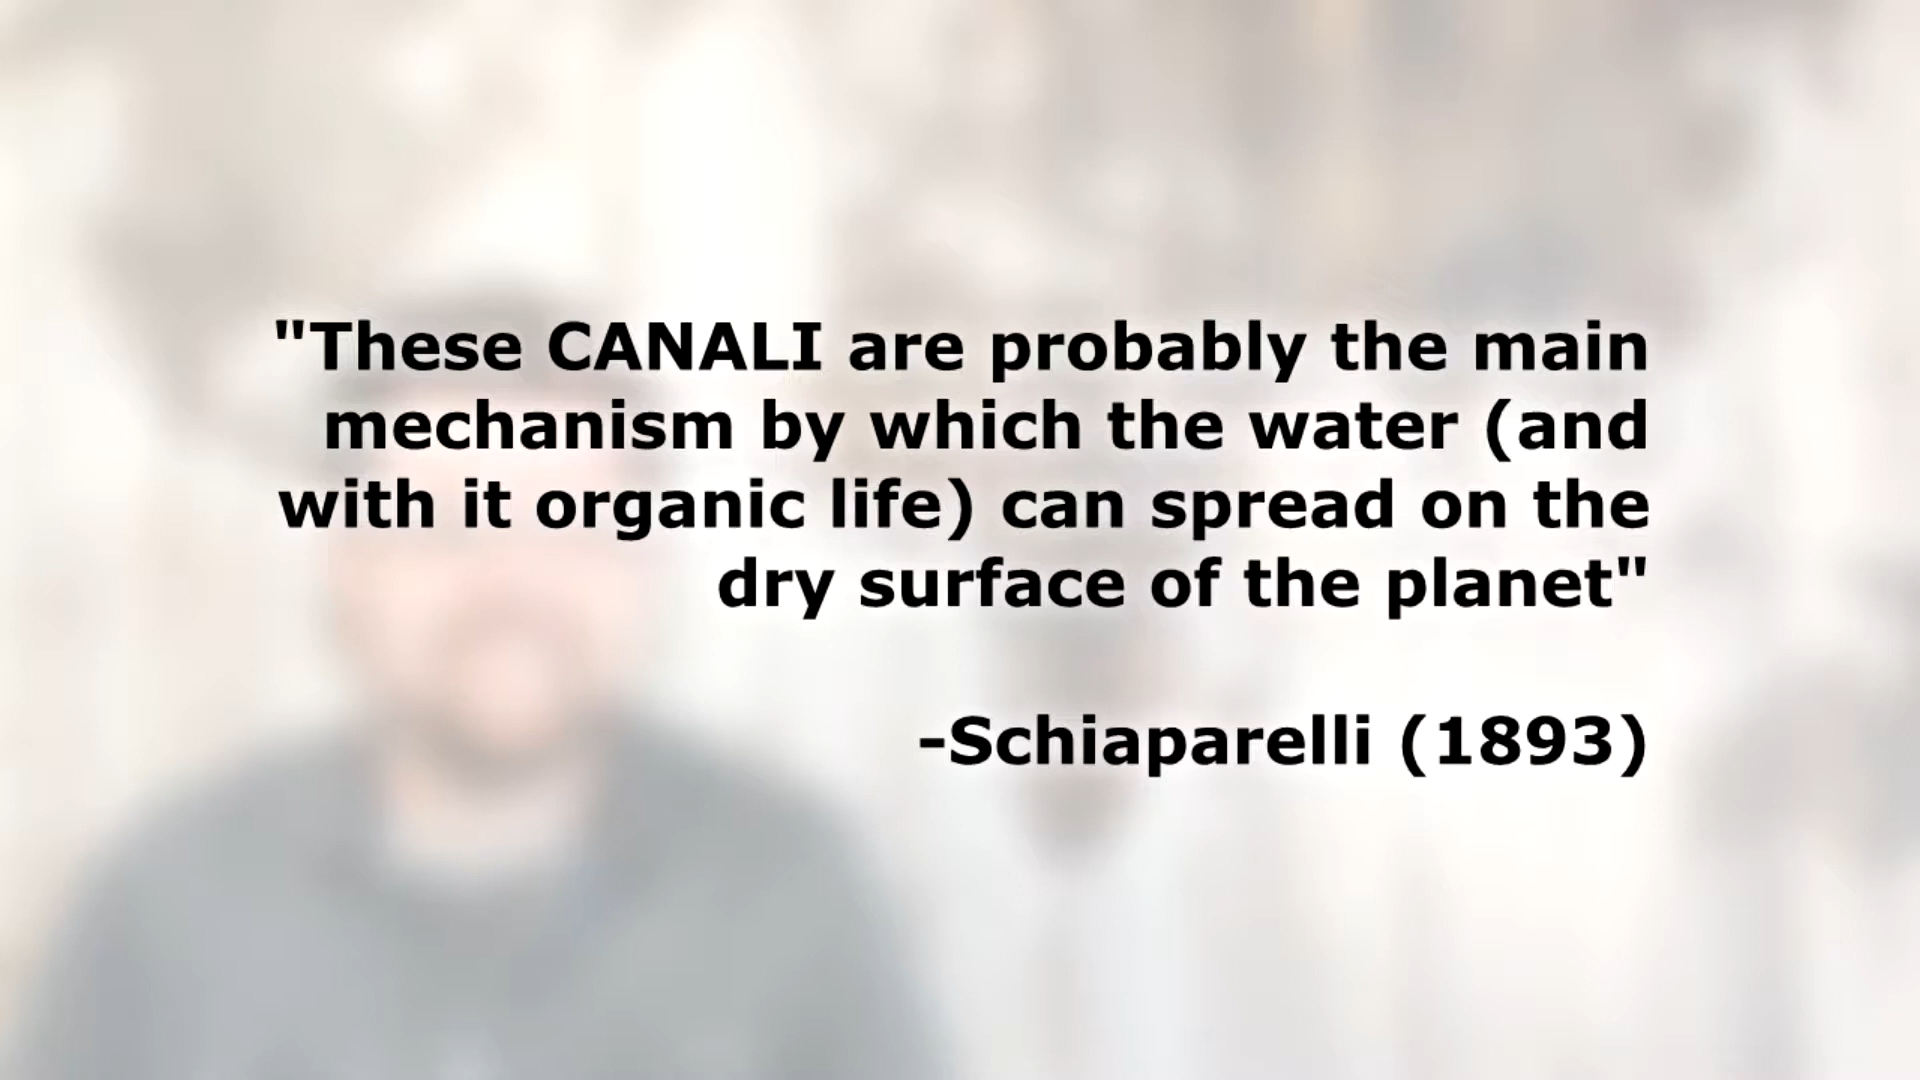 "These CANALI are probably the main
mechanism by which the water (and
with it organic life) can spread on the
dry surface of the planet"
-Schiaparelli (1893)